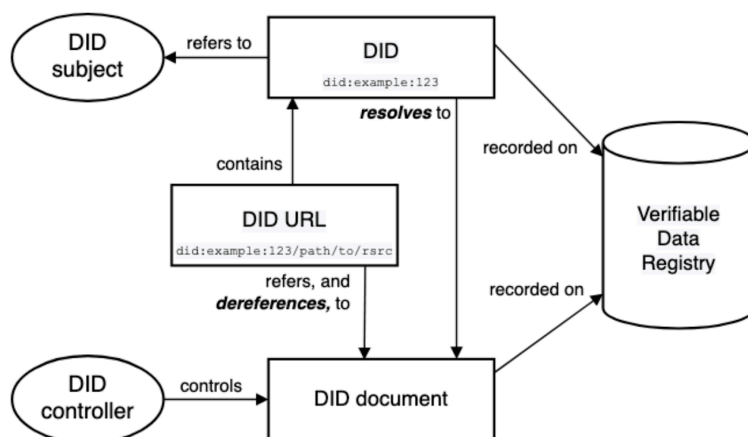 DID
subject
refers to
DID
did:example:123
resolves to
recorded on
contains
DID URL
did:example:123/path/to/rsrc
Verifiable
Data
Registry
refers, and
dereferences, to
recorded on
DID
controller
controls
DID document